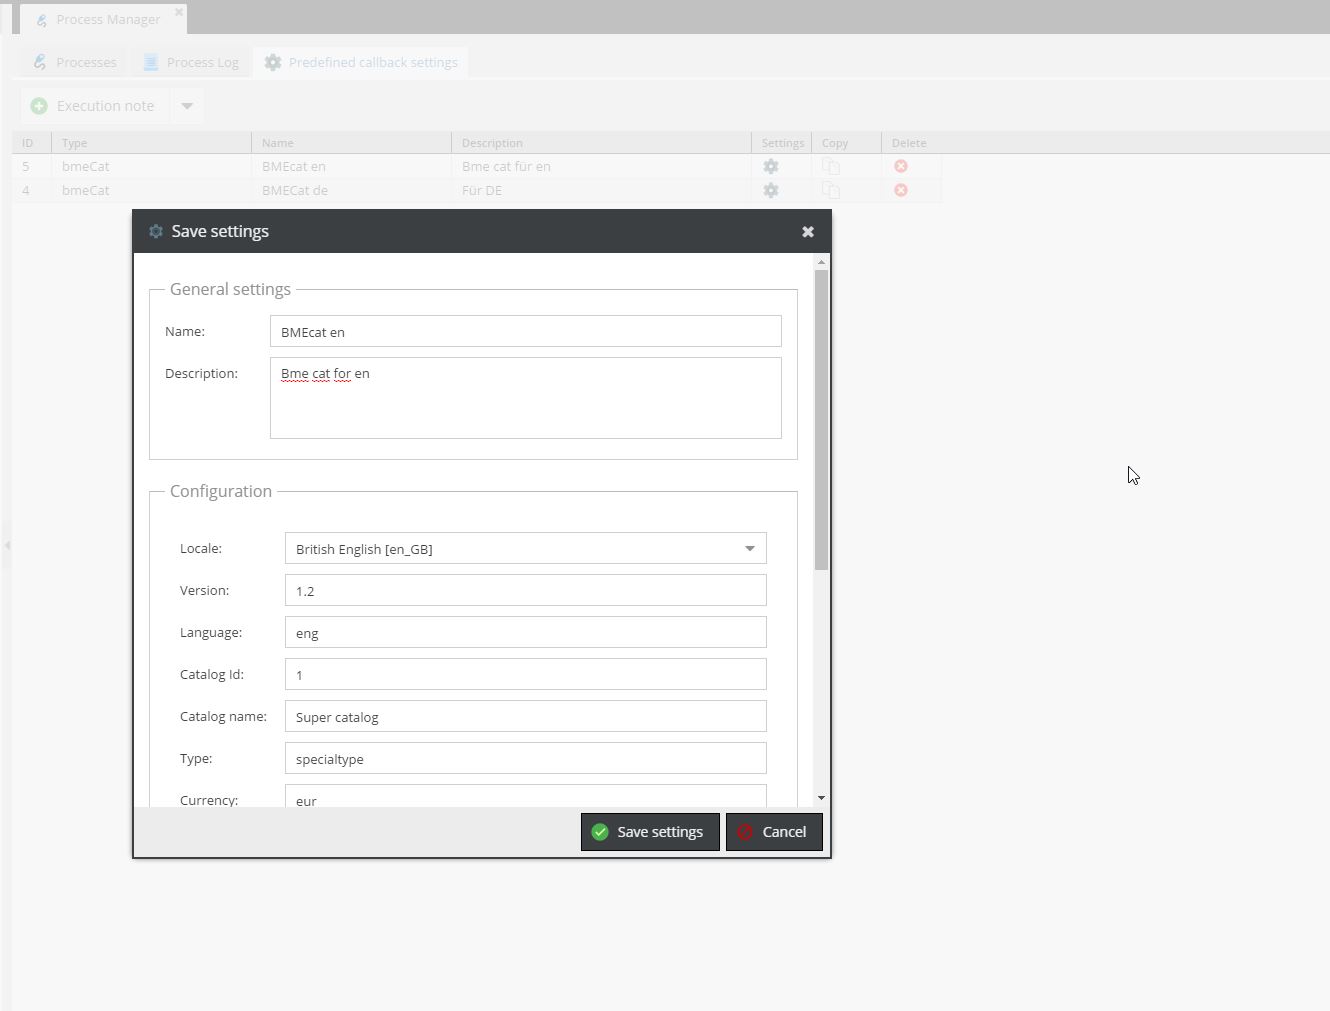 Process Manager
Processes
Process Log
Predefined callback settings
Execution note
ID Type Name Description Settings Copy Delete
5 bmeCat BMEcat en Bme cat für en
4 bmeCat BMECat de Für DE
Save settings
General settings
Name: BMEcat en
Description: Bme cat for en
Configuration
Locale: British English [en_GB]
Version: 1.2
Language: eng
Catalog Id: 1
Catalog name: Super catalog
Type: specialtype
Currency: eur
Save settings
Cancel